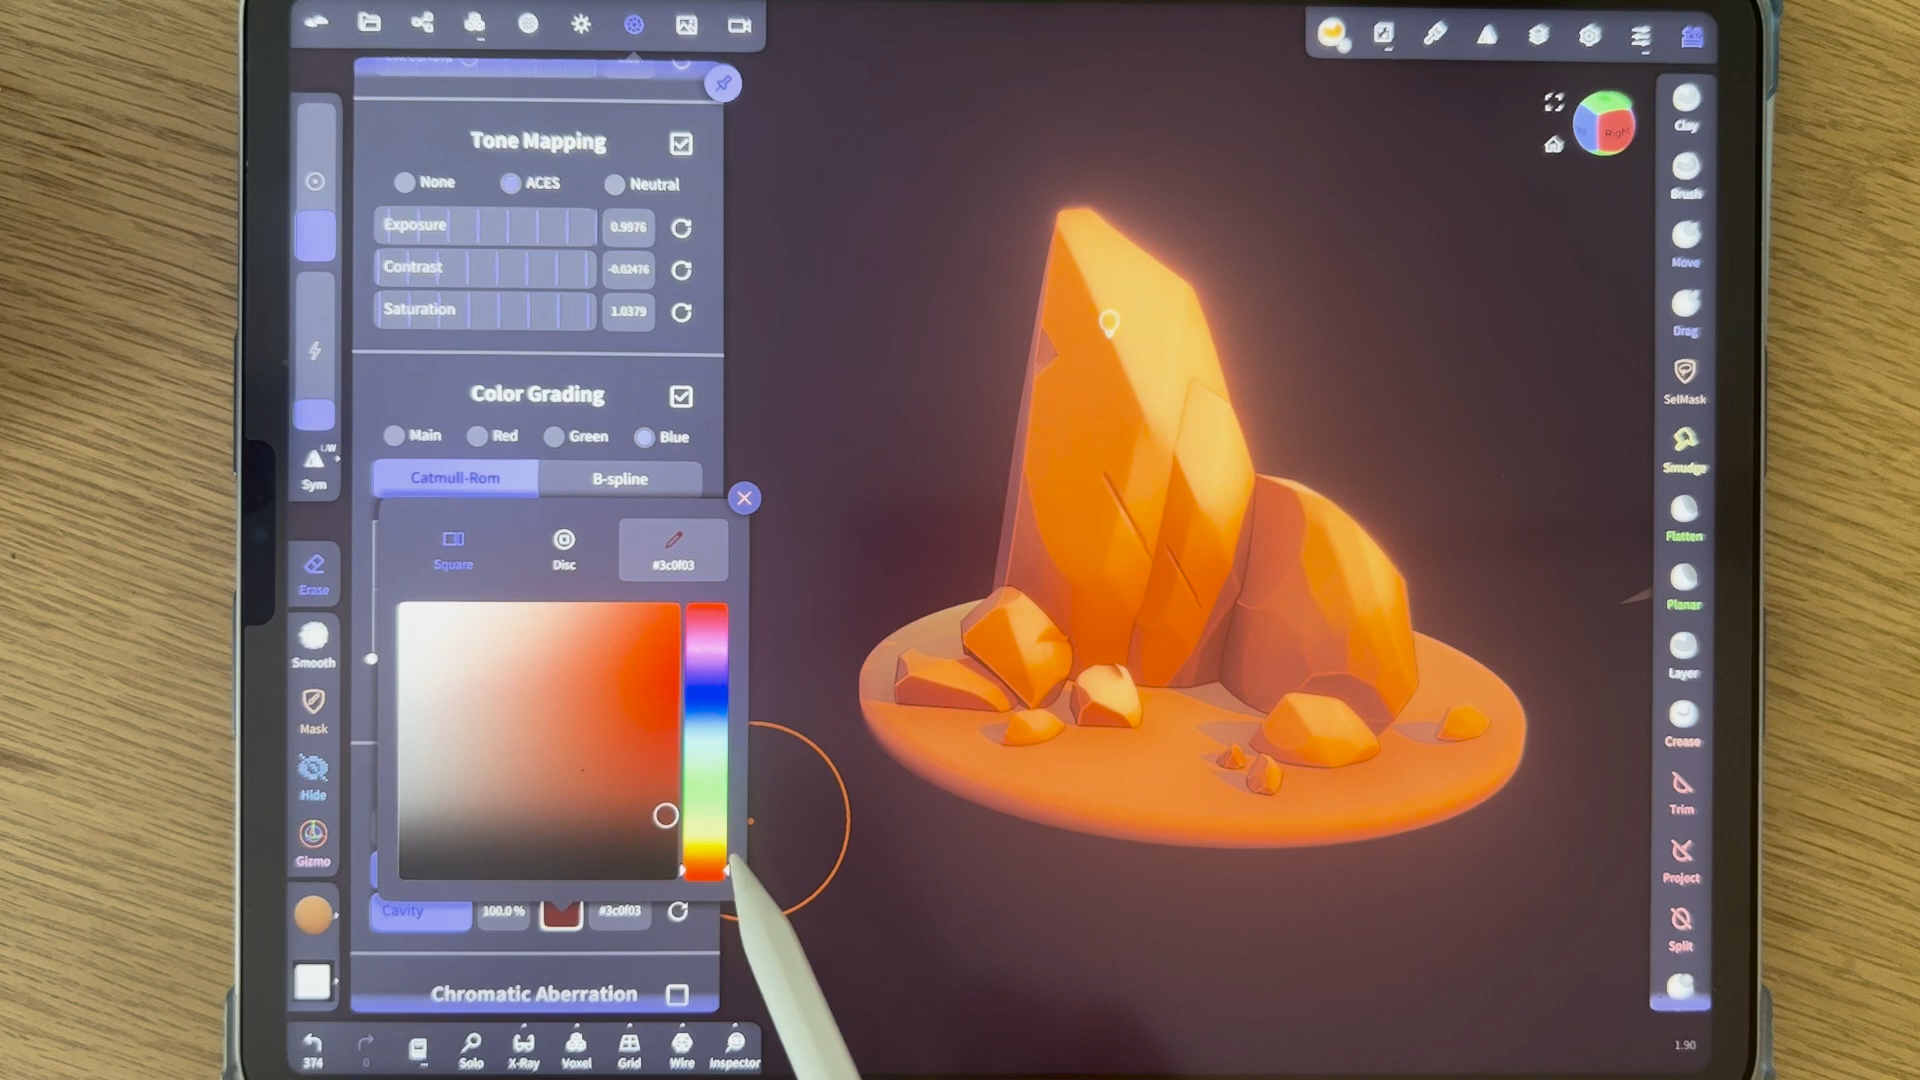 Tone Mapping
None
ACES
Neutral
Exposure
0.9976
Contrast
-0.02476
Saturation
1.0379
Color Grading
Main
Red
Green
Blue
Catmull-Rom
B-spline
Square
Disc
#3c0f03
Cavity
100.0 %
#3c0f03
Chromatic Aberration
L/W
Sym
Erase
Smooth
Mask
Hide
Gizmo
374
0
Solo
X-Ray
Voxel
Grid
Wire
Inspector
Right
Clay
Brush
Move
Drag
SelMask
Smudge
Flatten
Planar
Layer
Crease
Trim
Project
Split
1.90